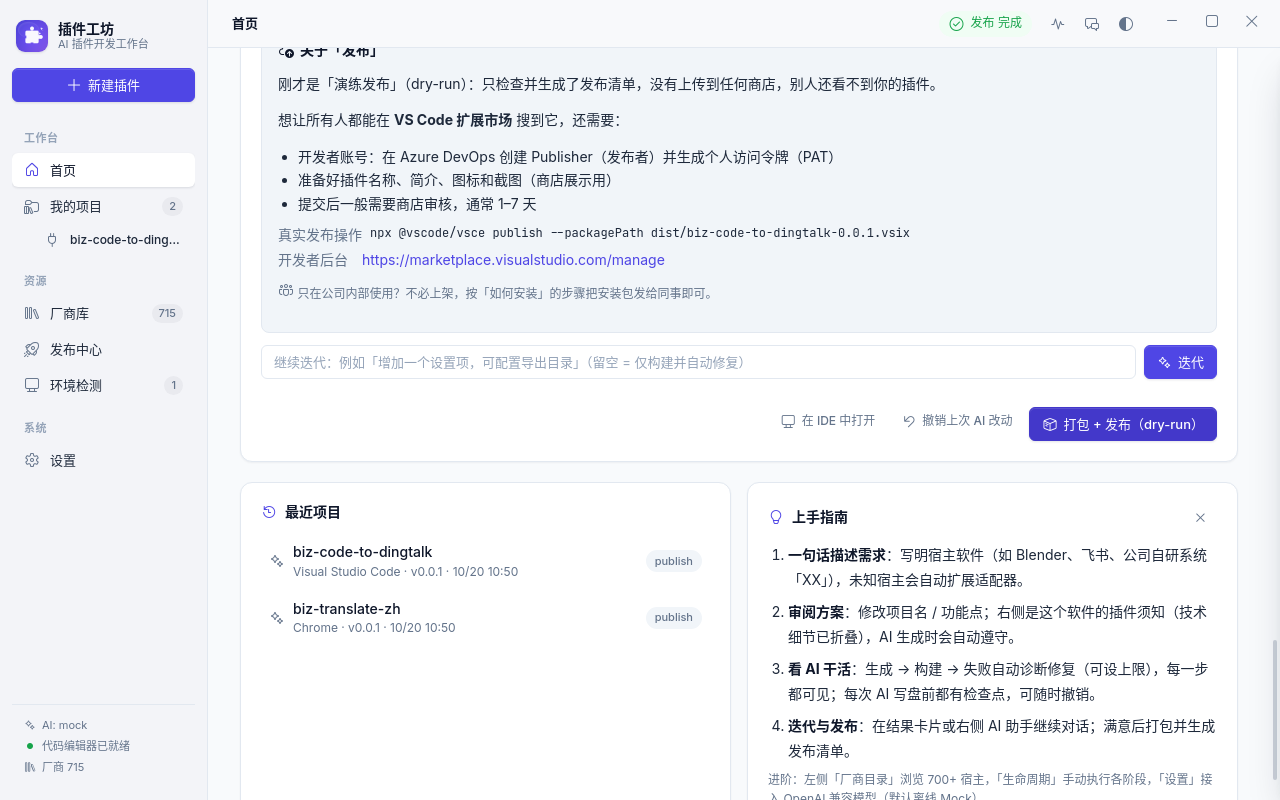 插件工坊
AI 插件开发工作台
新建插件
工作台
首页
我的项目 2
biz-code-to-ding...
资源
厂商库 715
发布中心
环境检测 1
系统
设置
AI: mock
代码编辑器已就绪
厂商 715
首页
发布 完成
关于「发布」
刚才是「演练发布」（dry-run）：只检查并生成了发布清单，没有上传到任何商店，别人还看不到你的插件。
想让所有人都能在 VS Code 扩展市场 搜到它，还需要：
• 开发者账号：在 Azure DevOps 创建 Publisher（发布者）并生成个人访问令牌（PAT）
• 准备好插件名称、简介、图标和截图（商店展示用）
• 提交后一般需要商店审核，通常 1–7 天
真实发布操作 npx @vscode/vsce publish --packagePath dist/biz-code-to-dingtalk-0.0.1.vsix
开发者后台 https://marketplace.visualstudio.com/manage
只在公司内部使用？不必上架，按「如何安装」的步骤把安装包发给同事即可。
继续迭代：例如「增加一个设置项，可配置导出目录」（留空 = 仅构建并自动修复）
迭代
在 IDE 中打开
撤销上次 AI 改动
打包 + 发布（dry-run）
最近项目
biz-code-to-dingtalk
Visual Studio Code · v0.0.1 · 10/20 10:50
publish
biz-translate-zh
Chrome · v0.0.1 · 10/20 10:50
publish
上手指南
1. 一句话描述需求：写明宿主软件（如 Blender、飞书、公司自研系统
「XX」），未知宿主会自动扩展适配器。
2. 审阅方案：修改项目名 / 功能点；右侧是这个软件的插件须知（技术
细节已折叠），AI 生成时会自动遵守。
3. 看 AI 干活：生成 → 构建 → 失败自动诊断修复（可设上限），每一步
都可见；每次 AI 写盘前都有检查点，可随时撤销。
4. 迭代与发布：在结果卡片或右侧 AI 助手继续对话；满意后打包并生成
发布清单。
进阶：左侧「厂商目录」浏览 700+ 宿主，「生命周期」手动执行各阶段，「设置」接
入 OpenAI 兼容模型（默认离线 Mock）